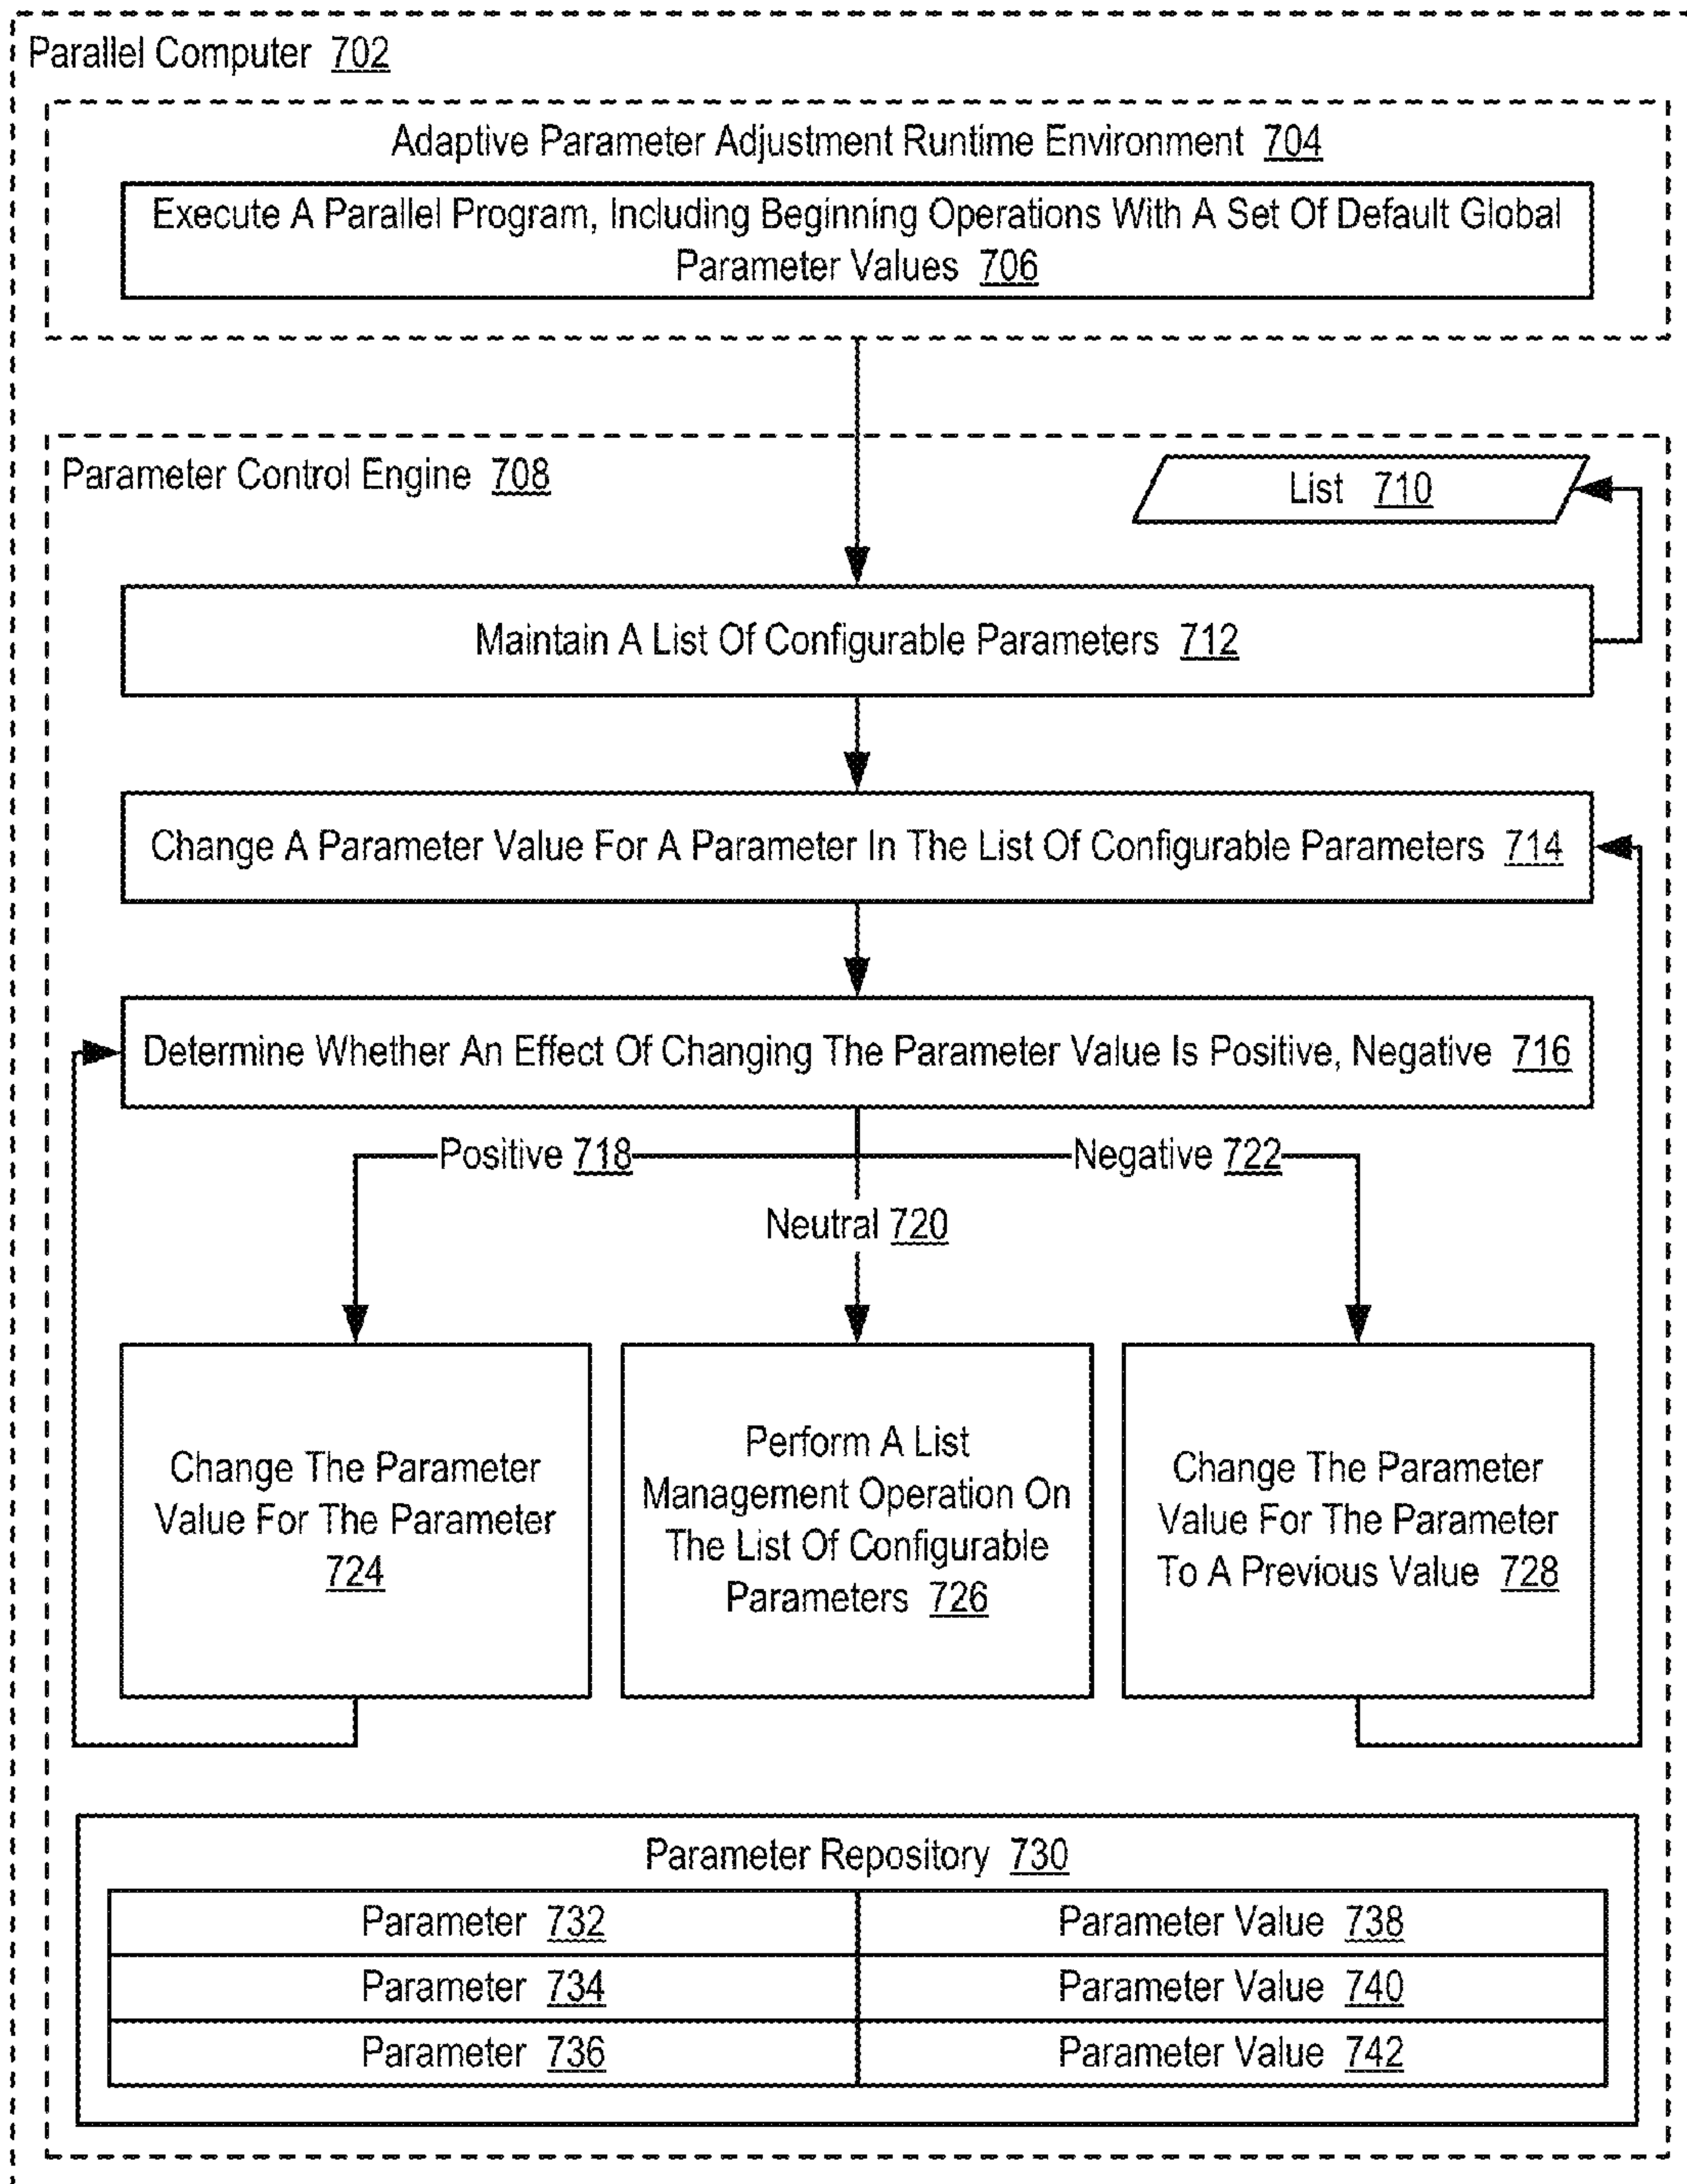 Parallel Computer 702
Adaptive Parameter Adjustment Runtime Environment 704
Execute A Parallel Program, Including Beginning Operations With A Set Of Default Global
Parameter Values 706
Parameter Control Engine 708
List 710
Maintain A List Of Configurable Parameters 712
Change A Parameter Value For A Parameter In The List Of Configurable Parameters 714
Determine Whether An Effect Of Changing The Parameter Value Is Positive, Negative 716
Positive 718
Negative 722
Neutral 720
Change The Parameter
Value For The Parameter
724
Perform A List
Management Operation On
The List Of Configurable
Parameters 726
Change The Parameter
Value For The Parameter
To A Previous Value 728
Parameter Repository 730
Parameter 732
Parameter Value 738
Parameter 734
Parameter Value 740
Parameter 736
Parameter Value 742